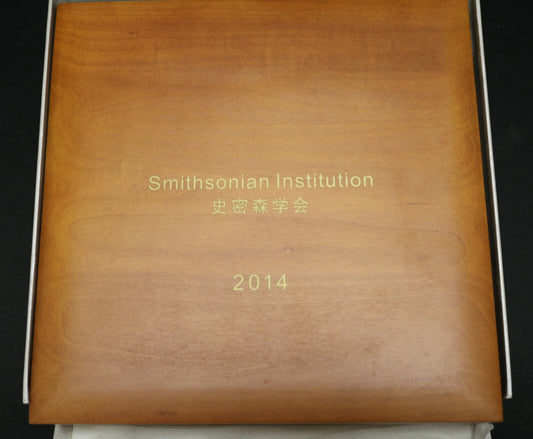 Smithsonian Institution
史密森学会
2014